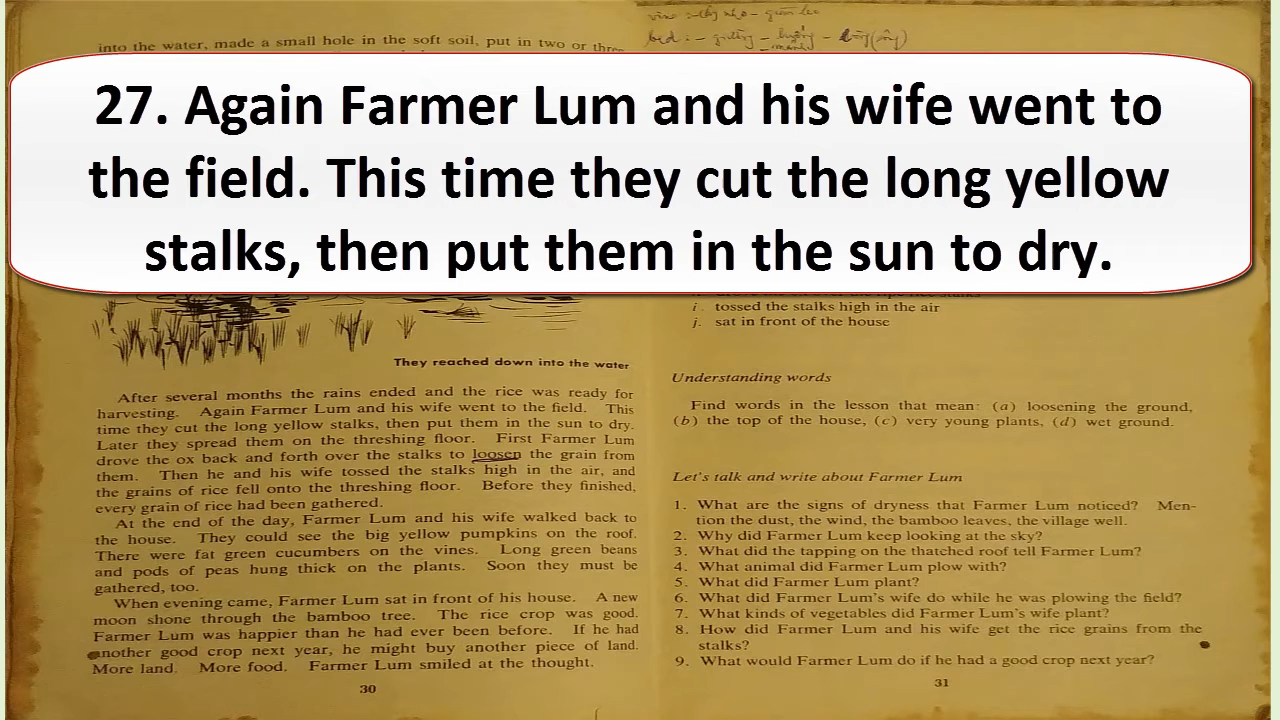 into the water, made a small hole in the soft soil, put in two or three
27. Again Farmer Lum and his wife went to
the field. This time they cut the long yellow
stalks, then put them in the sun to dry.
They reached down into the water
After several months the rains ended and the rice was ready for
harvesting. Again Farmer Lum and his wife went to the field. This
time they cut the long yellow stalks, then put them in the sun to dry.
Later they spread them on the threshing floor. First Farmer Lum
drove the ox back and forth over the stalks to loosen the grain from
them. Then he and his wife tossed the stalks high in the air, and
the grains of rice fell onto the threshing floor. Before they finished,
every grain of rice had been gathered.
At the end of the day, Farmer Lum and his wife walked back to
the house. They could see the big yellow pumpkins on the roof.
There were fat green cucumbers on the vines. Long green beans
and pods of peas hung thick on the plants. Soon they must be
gathered, too.
When evening came, Farmer Lum sat in front of his house. A new
moon shone through the bamboo tree. The rice crop was good.
Farmer Lum was happier than he had ever been before. If he had
another good crop next year, he might buy another piece of land.
More land. More food. Farmer Lum smiled at the thought.
30
i. tossed the stalks high in the air
j. sat in front of the house
Understanding words
Find words in the lesson that mean: (a) loosening the ground,
(b) the top of the house, (c) very young plants, (d) wet ground.
Let's talk and write about Farmer Lum
1. What are the signs of dryness that Farmer Lum noticed? Men-
tion the dust, the wind, the bamboo leaves, the village well.
2. Why did Farmer Lum keep looking at the sky?
3. What did the tapping on the thatched roof tell Farmer Lum?
4. What animal did Farmer Lum plow with?
5. What did Farmer Lum plant?
6. What did Farmer Lum's wife do while he was plowing the field?
7. What kinds of vegetables did Farmer Lum's wife plant?
8. How did Farmer Lum and his wife get the rice grains from the
stalks?
9. What would Farmer Lum do if he had a good crop next year?
31